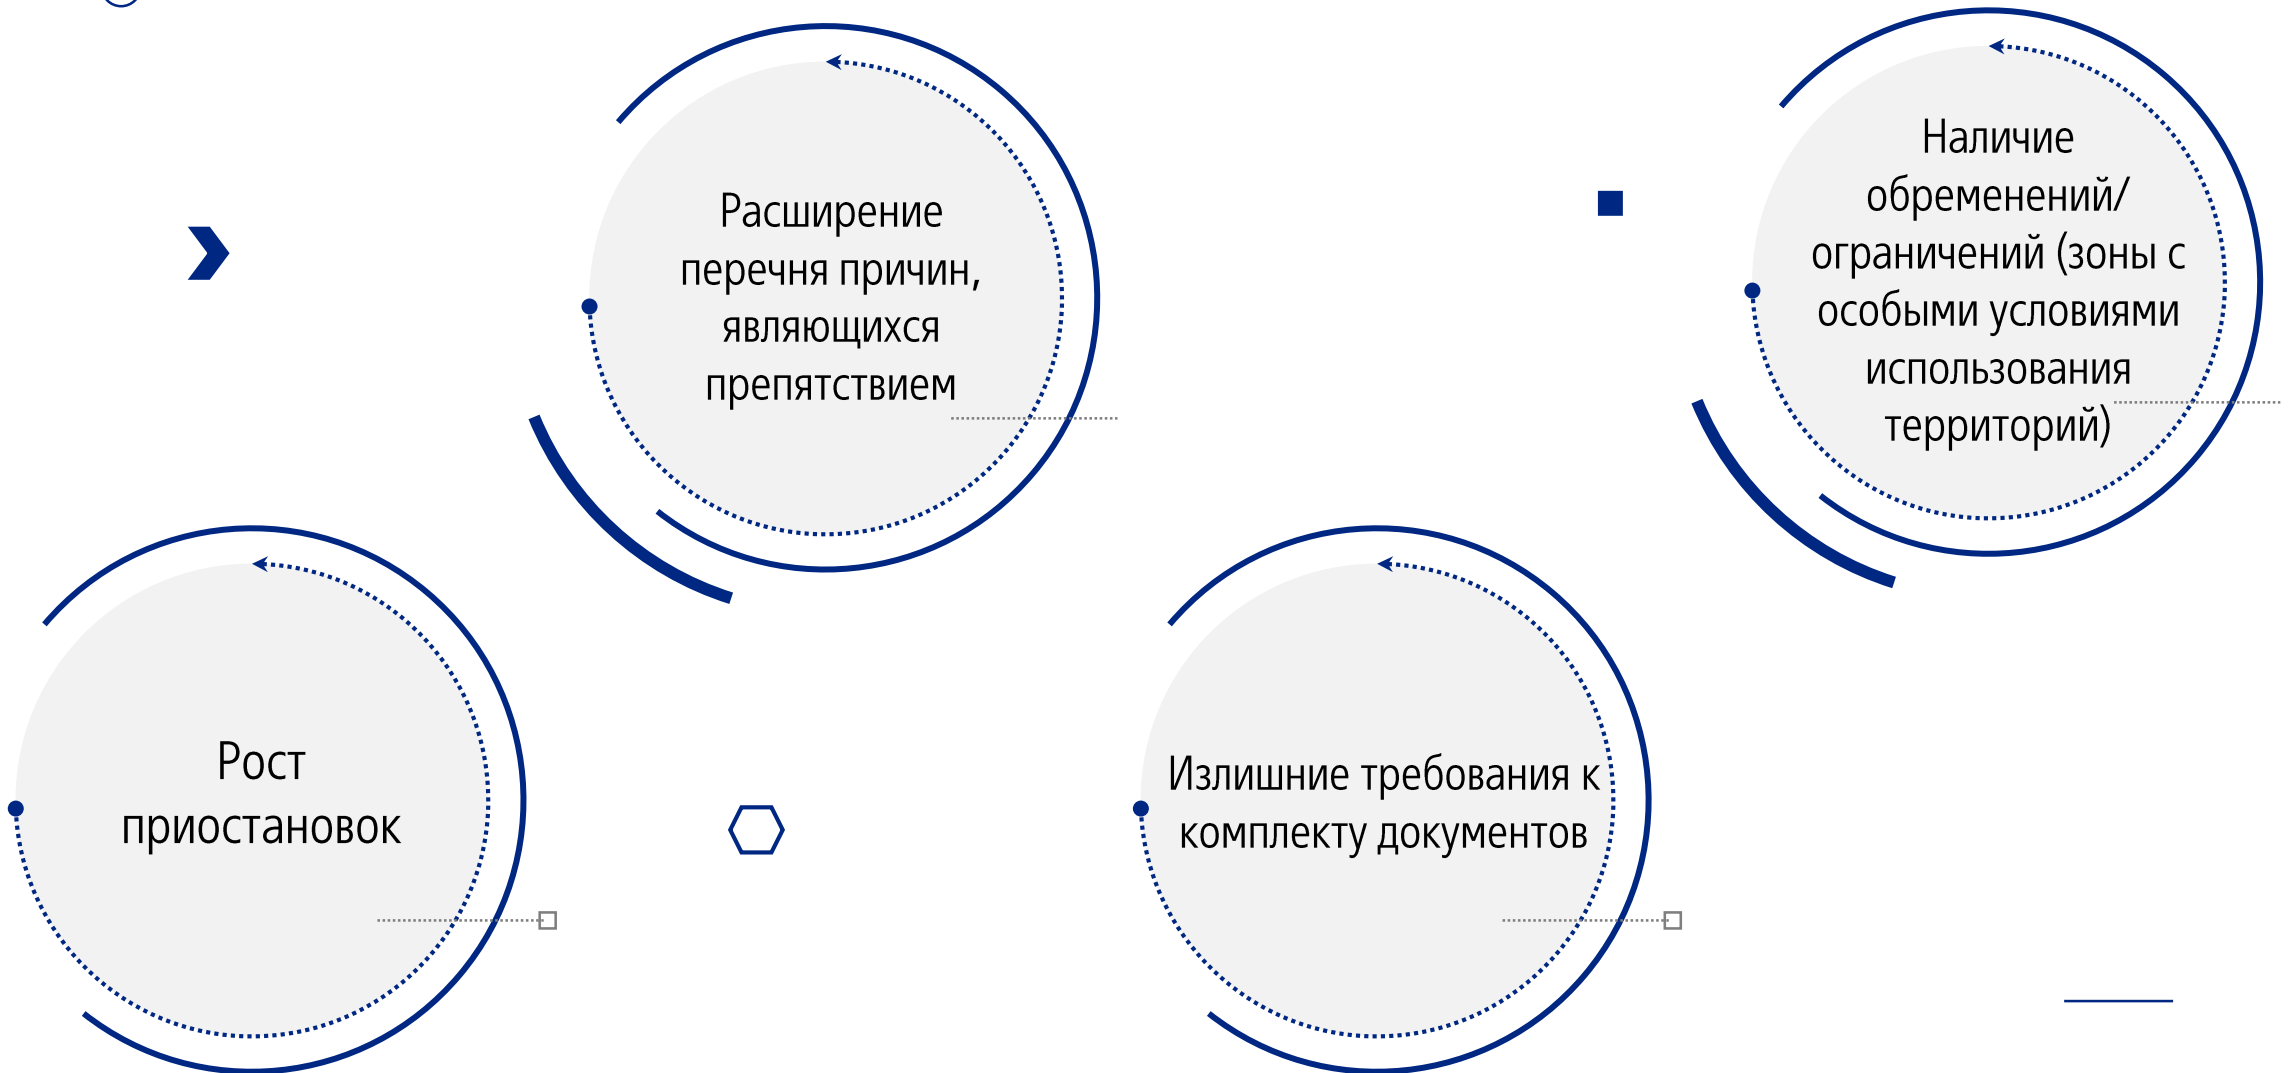 Расширение
перечня причин,
являющихся
препятствием
Наличие
обременений/
ограничений (зоны с
особыми условиями
использования
территорий)
Рост
приостановок
Излишние требования к
комплекту документов